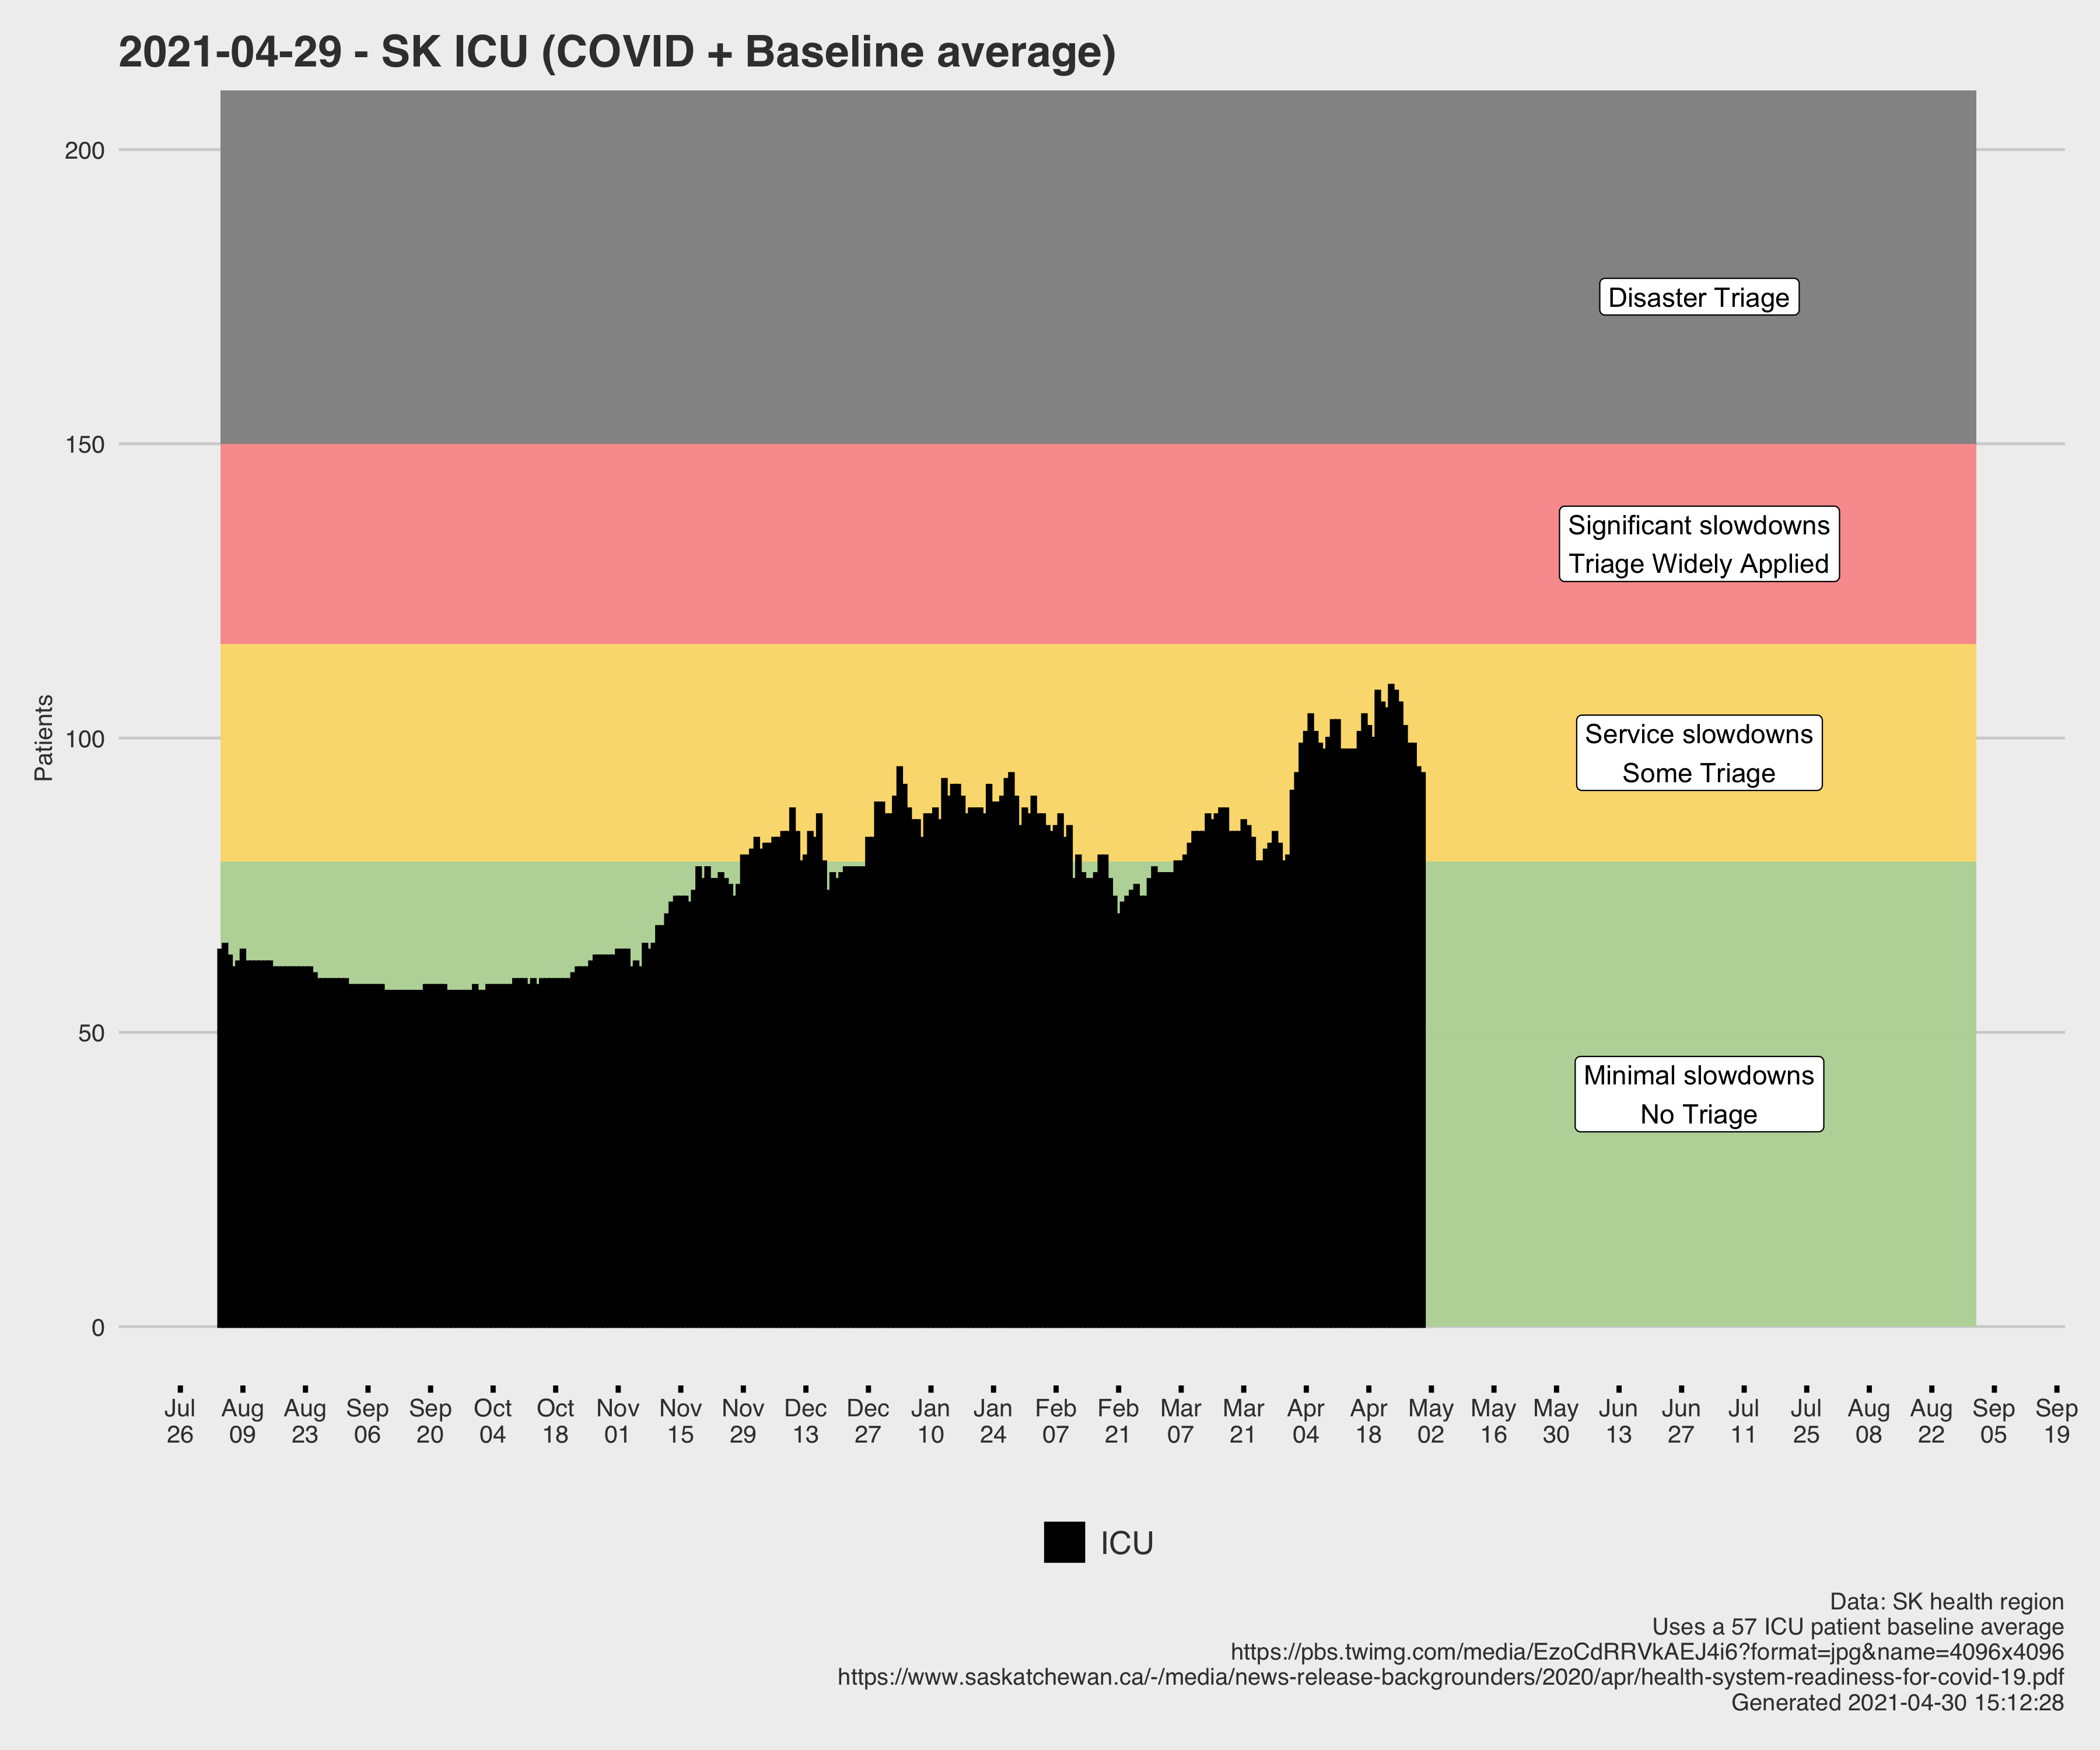 2021-04-29 - SK ICU (COVID + Baseline average)
Patients
200
150
100
50
0
Disaster Triage
Significant slowdowns
Triage Widely Applied
Service slowdowns
Some Triage
Minimal slowdowns
No Triage
Jul Aug Aug Sep Sep Oct Oct Nov Nov Nov Dec Dec Jan Jan Feb Feb Mar Mar Apr Apr May May May Jun Jun Jul Jul Aug Aug Sep Sep
26 09 23 06 20 04 18 01 15 29 13 27 10 24 07 21 07 21 04 18 02 16 30 13 27 11 25 08 22 05 19
ICU
Data: SK health region
Uses a 57 ICU patient baseline average
https://pbs.twimg.com/media/EzoCdRRVkAEJ4i6?format=jpg&name=4096x4096
https://www.saskatchewan.ca/-/media/news-release-backgrounders/2020/apr/health-system-readiness-for-covid-19.pdf
Generated 2021-04-30 15:12:28